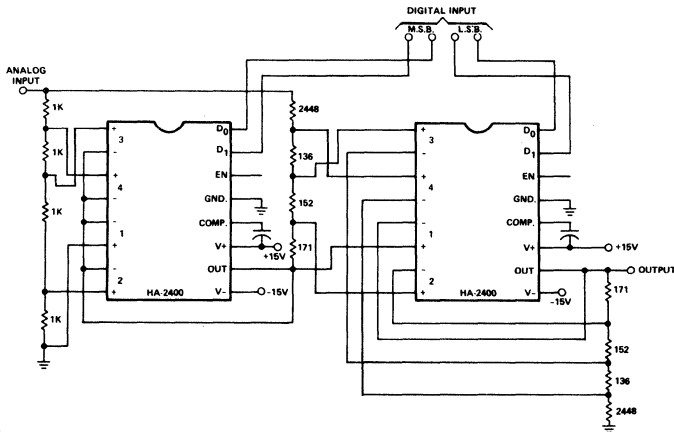 DIGITAL INPUT
M.S.B. L.S.B.
ANALOG
INPUT
1K
1K
1K
1K
+
3
-
+
4
-
-
1
+
-
2
+
D0
D1
EN
GND.
COMP.
V+
OUT
V-
HA-2400
+15V
-15V
2448
136
152
171
+
3
-
+
4
-
-
1
+
-
2
+
D0
D1
EN
GND.
COMP.
V+
OUT
V-
HA-2400
+15V
OUTPUT
-15V
171
152
136
2448